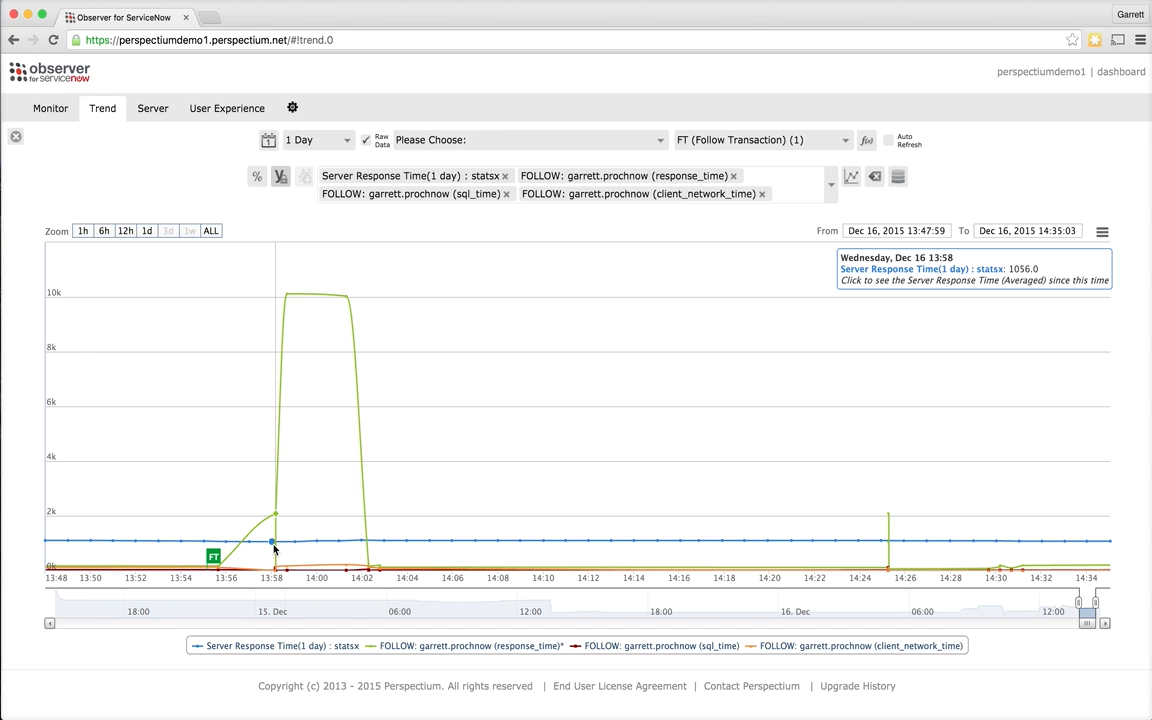 Observer for ServiceNow
Garrett
https://perspectiumdemo1.perspectium.net/#!trend.0
observer
for servicenow
perspectiumdemo1 | dashboard
Monitor Trend Server User Experience
1 1 Day Raw Data Please Choose: FT (Follow Transaction) (1) f(x) Auto Refresh
% Server Response Time(1 day) : statsx × FOLLOW: garrett.prochnow (response_time) ×
FOLLOW: garrett.prochnow (sql_time) × FOLLOW: garrett.prochnow (client_network_time) ×
Zoom 1h 6h 12h 1d 3d 1w ALL From Dec 16, 2015 13:47:59 To Dec 16, 2015 14:35:03
Wednesday, Dec 16 13:58
Server Response Time(1 day) : statsx: 1056.0
Click to see the Server Response Time (Averaged) since this time
10k
8k
6k
4k
2k
FT
0k
13:48 13:50 13:52 13:54 13:56 13:58 14:00 14:02 14:04 14:06 14:08 14:10 14:12 14:14 14:16 14:18 14:20 14:22 14:24 14:26 14:28 14:30 14:32 14:34
18:00 15. Dec 06:00 12:00 18:00 16. Dec 06:00 12:00
Server Response Time(1 day) : statsx FOLLOW: garrett.prochnow (response_time)* FOLLOW: garrett.prochnow (sql_time) FOLLOW: garrett.prochnow (client_network_time)
Copyright (c) 2013 - 2015 Perspectium. All rights reserved | End User License Agreement | Contact Perspectium | Upgrade History